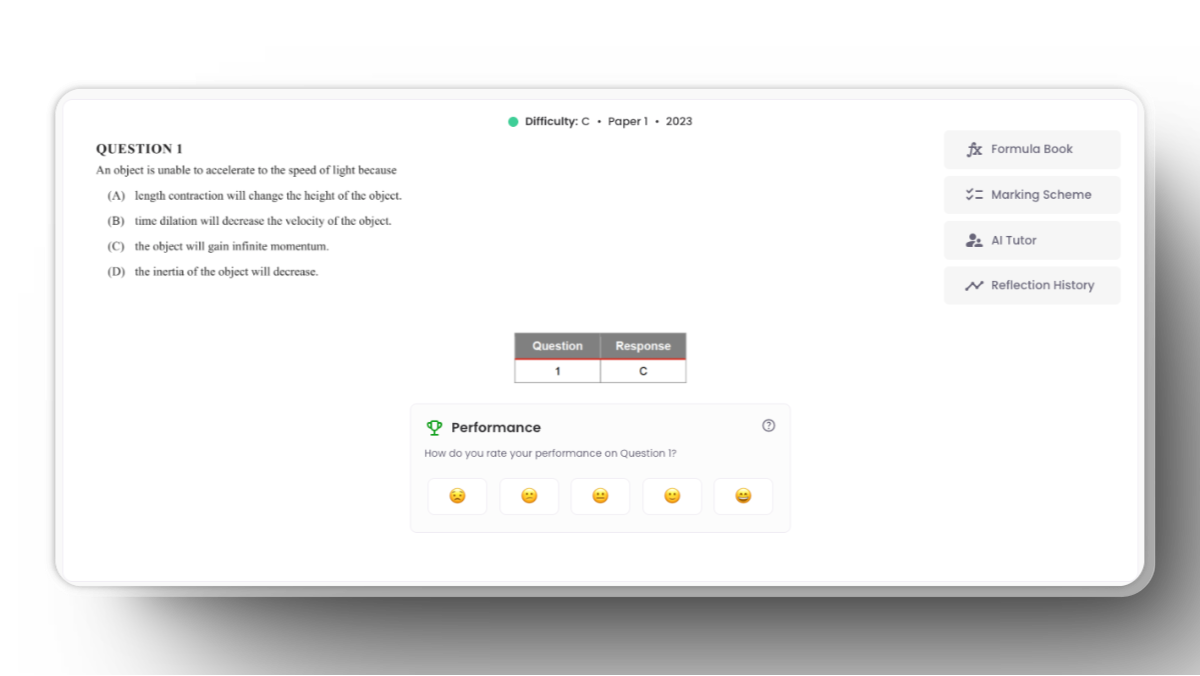 Difficulty: C • Paper 1 • 2023
QUESTION 1
An object is unable to accelerate to the speed of light because
(A) length contraction will change the height of the object.
(B) time dilation will decrease the velocity of the object.
(C) the object will gain infinite momentum.
(D) the inertia of the object will decrease.
Formula Book
Marking Scheme
AI Tutor
Reflection History
Question Response
1 C
Performance
How do you rate your performance on Question 1?